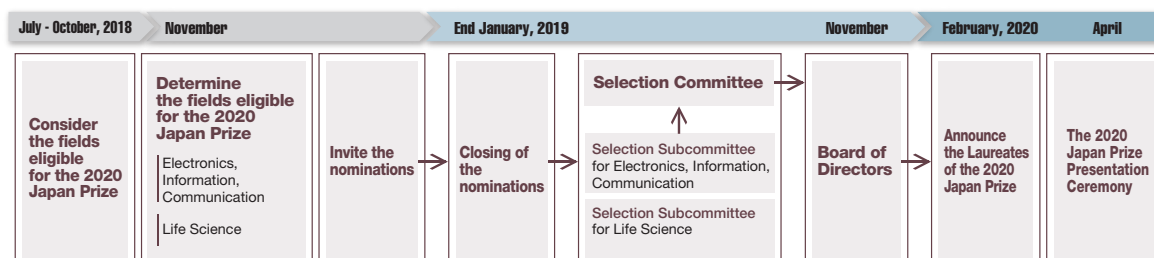 July - October, 2018
November
End January, 2019
November
February, 2020
April
Consider
the fields
eligible
for the 2020
Japan Prize
Determine
the fields eligible
for the 2020
Japan Prize
Electronics,
Information,
Communication
Life Science
Invite the
nominations
Closing of
the
nominations
Selection Committee
Selection Subcommittee
for Electronics, Information,
Communication
Selection Subcommittee
for Life Science
Board of
Directors
Announce
the Laureates
of the 2020
Japan Prize
The 2020
Japan Prize
Presentation
Ceremony